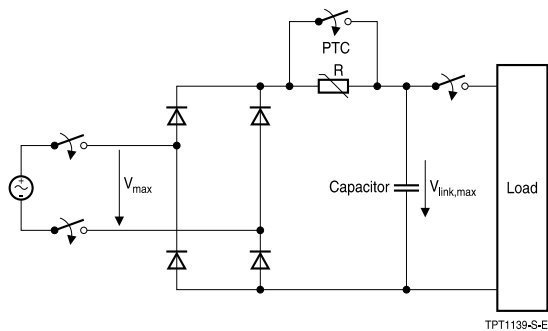 PTC
R
V max
Capacitor
V link,max
Load
TPT1139-S-E